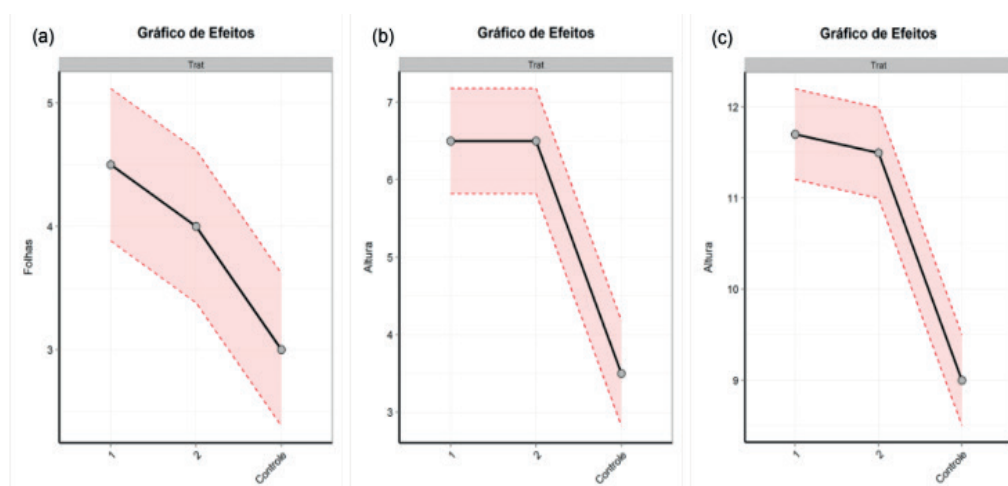 (a)
Gráfico de Efeitos
Trat
Folhas
5
4
3
1
2
Controle
(b)
Gráfico de Efeitos
Trat
Altura
7
6
5
4
3
1
2
Controle
(c)
Gráfico de Efeitos
Trat
Altura
12
11
10
9
1
2
Controle